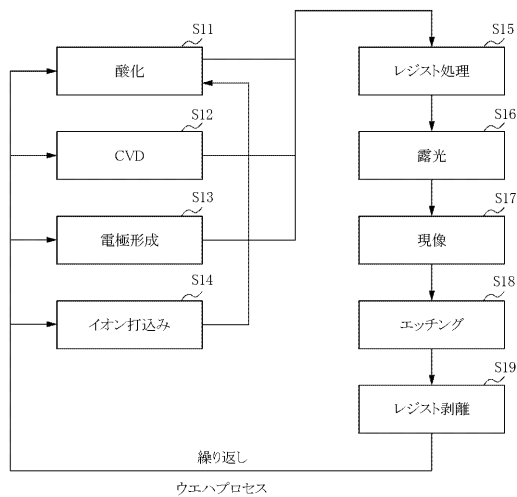 S11
酸化
S12
CVD
S13
電極形成
S14
イオン打込み
S15
レジスト処理
S16
露光
S17
現像
S18
エッチング
S19
レジスト剥離
繰り返し
ウエハプロセス